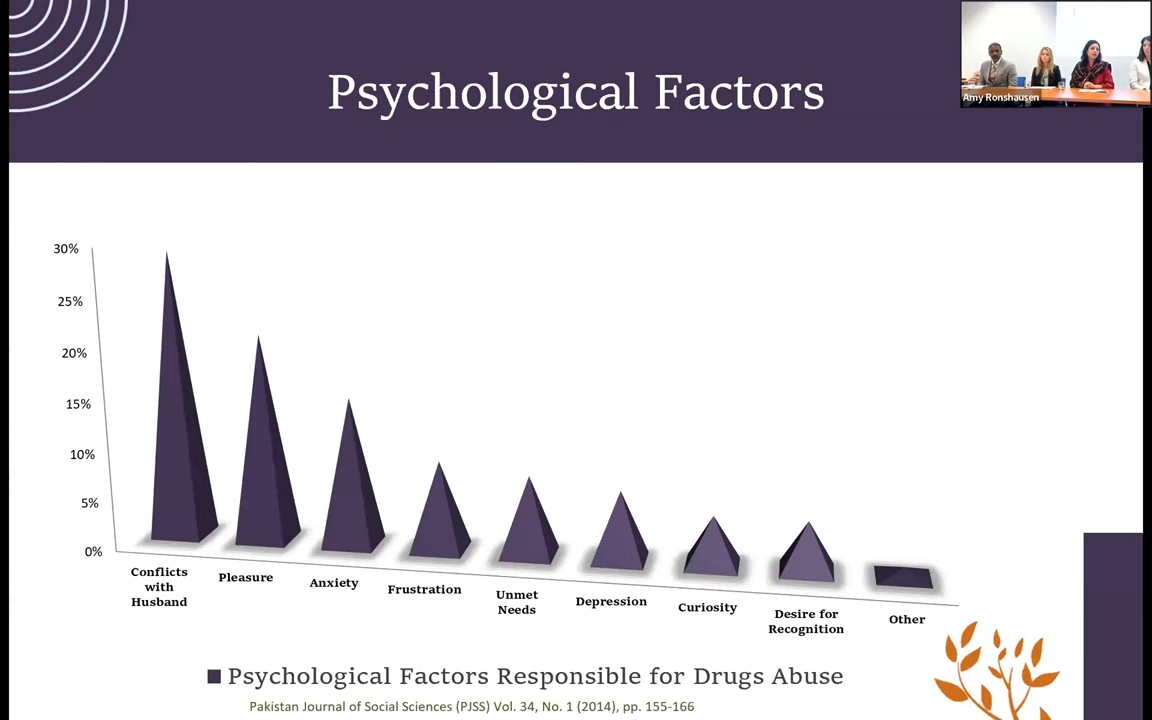 Psychological Factors
Amy Ronshausen
30%
25%
20%
15%
10%
5%
0%
Conflicts
with
Husband
Pleasure
Anxiety
Frustration
Unmet
Needs
Depression
Curiosity
Desire for
Recognition
Other
Psychological Factors Responsible for Drugs Abuse
Pakistan Journal of Social Sciences (PJSS) Vol. 34, No. 1 (2014), pp. 155-166